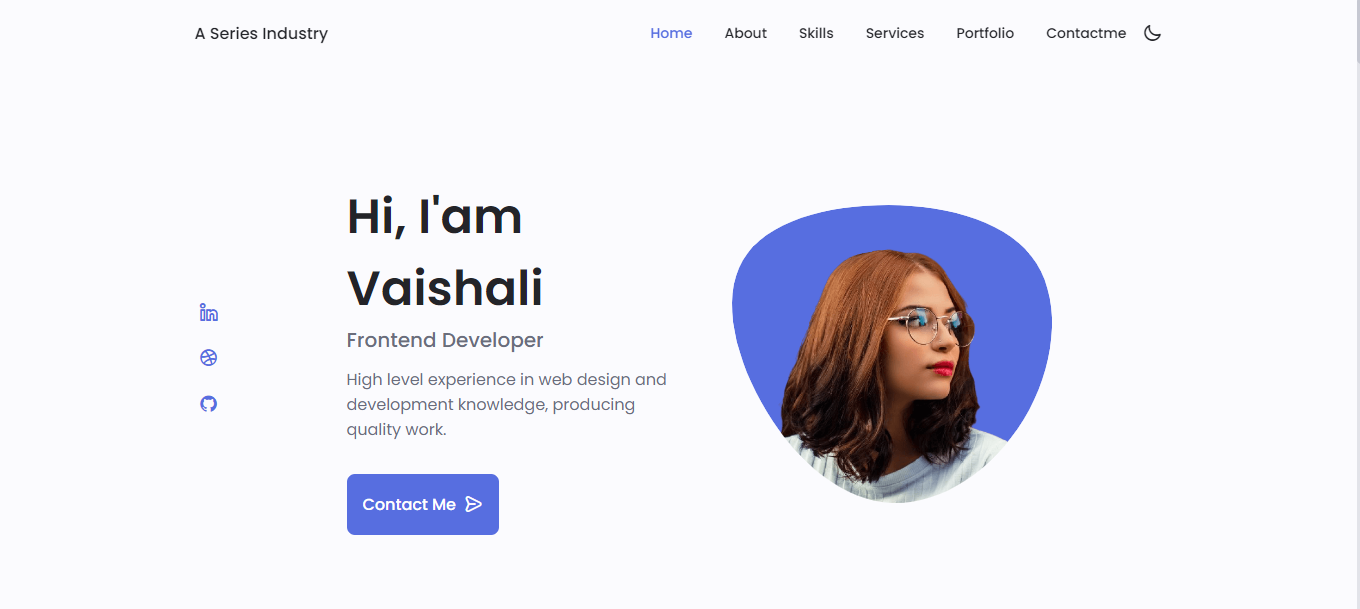 A Series Industry
Home About Skills Services Portfolio Contactme
Hi, I'am
Vaishali
Frontend Developer
High level experience in web design and
development knowledge, producing
quality work.
Contact Me